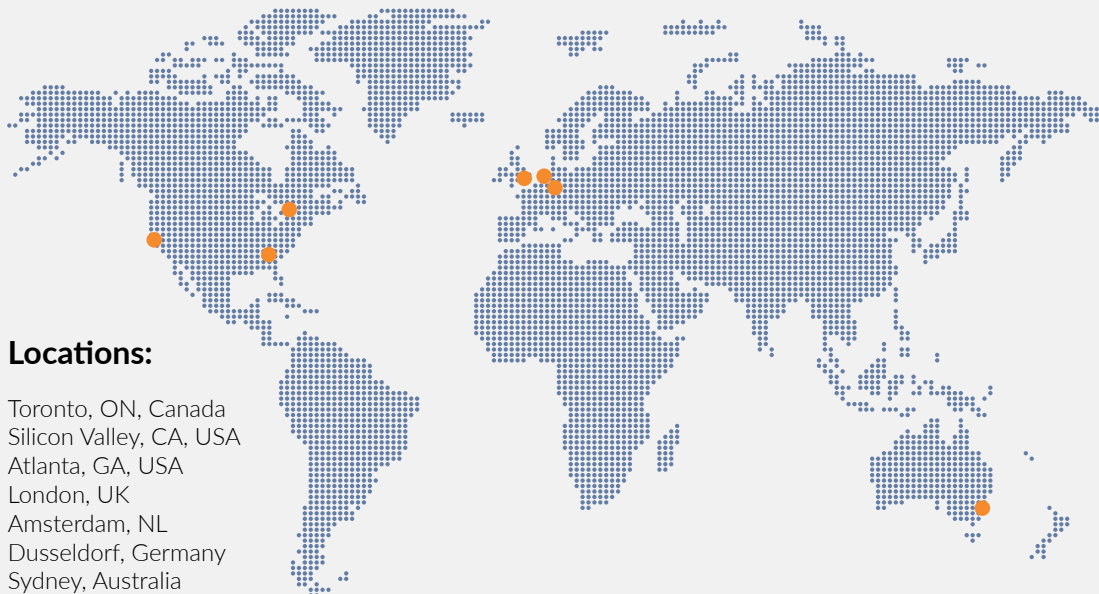 Locations:
Toronto, ON, Canada
Silicon Valley, CA, USA
Atlanta, GA, USA
London, UK
Amsterdam, NL
Dusseldorf, Germany
Sydney, Australia